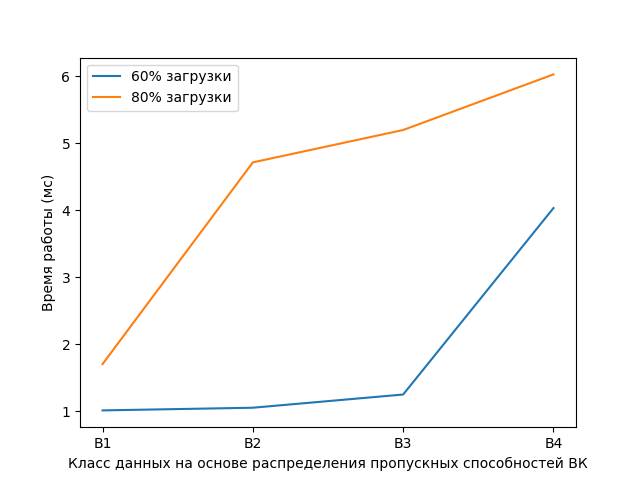 60% загрузки
80% загрузки
6
5
4
3
2
1
Время работы (мс)
B1 B2 B3 B4
Класс данных на основе распределения пропускных способностей ВК